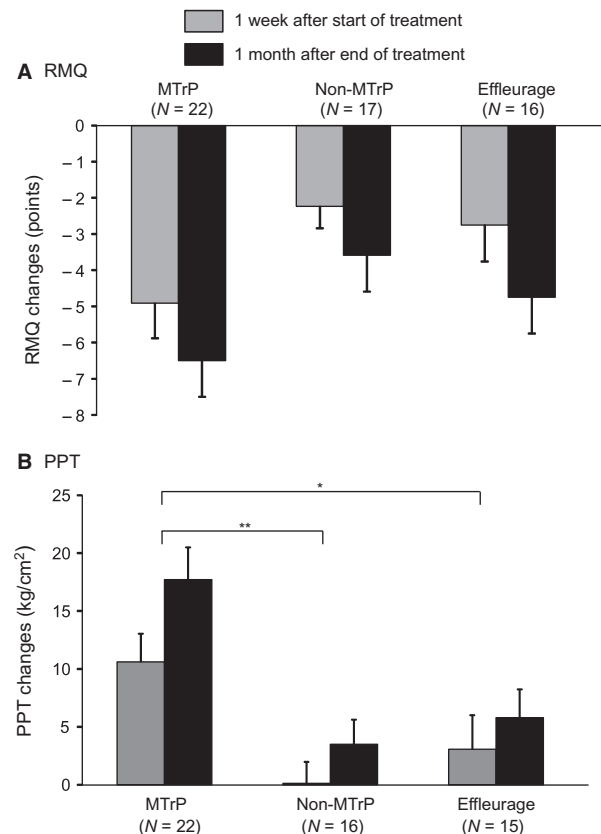 1 week after start of treatment
1 month after end of treatment
A RMQ
MTrP
(N = 22)
Non-MTrP
(N = 17)
Effleurage
(N = 16)
0
– 1
– 2
– 3
– 4
– 5
– 6
– 7
– 8
RMQ changes (points)
B PPT
25
20
15
10
5
0
PPT changes (kg/cm²)
*
**
MTrP
(N = 22)
Non-MTrP
(N = 16)
Effleurage
(N = 15)